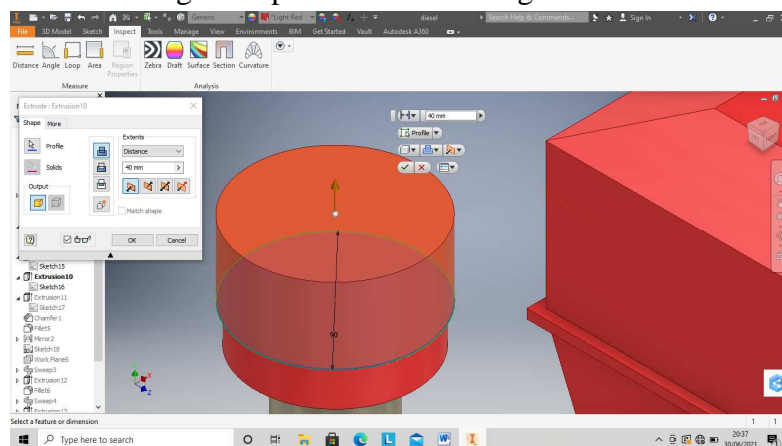 Generic
*Light Red
diesel
Search Help & Commands...
Sign In
File 3D Model Sketch Inspect Tools Manage View Environments BIM Get Started Vault Autodesk A360
Distance Angle Loop Area Region Properties Zebra Draft Surface Section Curvature
Measure Analysis
Extrude : Extrusion10
Shape More
Profile
Solids
Output
Extents
Distance
40 mm
Match shape
OK Cancel
40 mm
Profile
90
Sketch15
Extrusion10
Sketch16
Extrusion11
Sketch17
Chamfer1
Fillet5
Mirror2
Sketch18
Work Plane6
Sweep3
Extrusion12
Fillet6
Sweep4
Extrusion13
X
Z
Select a feature or dimension
1 1
Type here to search
20:37
30/06/2021